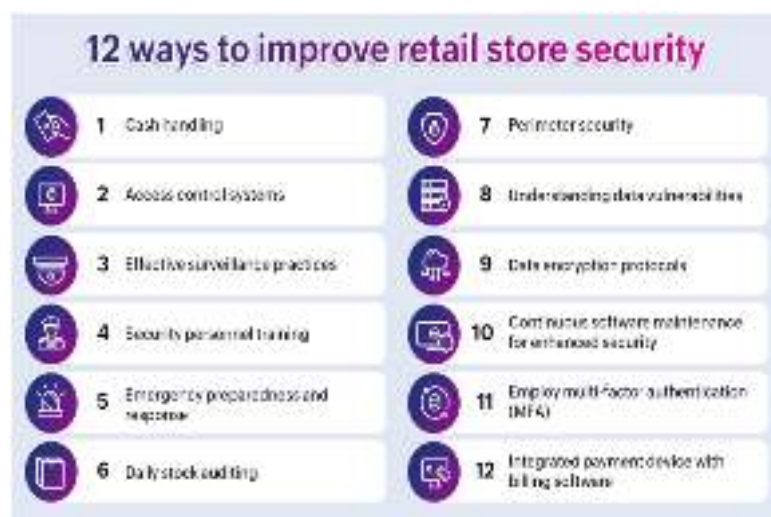 12 ways to improve retail store security
1 Cash handling
2 Access control systems
3 Effective surveillance practices
4 Security personnel training
5 Emergency preparedness and
response
6 Daily stock auditing
7 Perimeter security
8 Understanding data vulnerabilities
9 Data encryption protocols
10 Continuous software maintenance
for enhanced security
11 Employ multi-factor authentication
(MFA)
12 Integrated payment device with
billing software